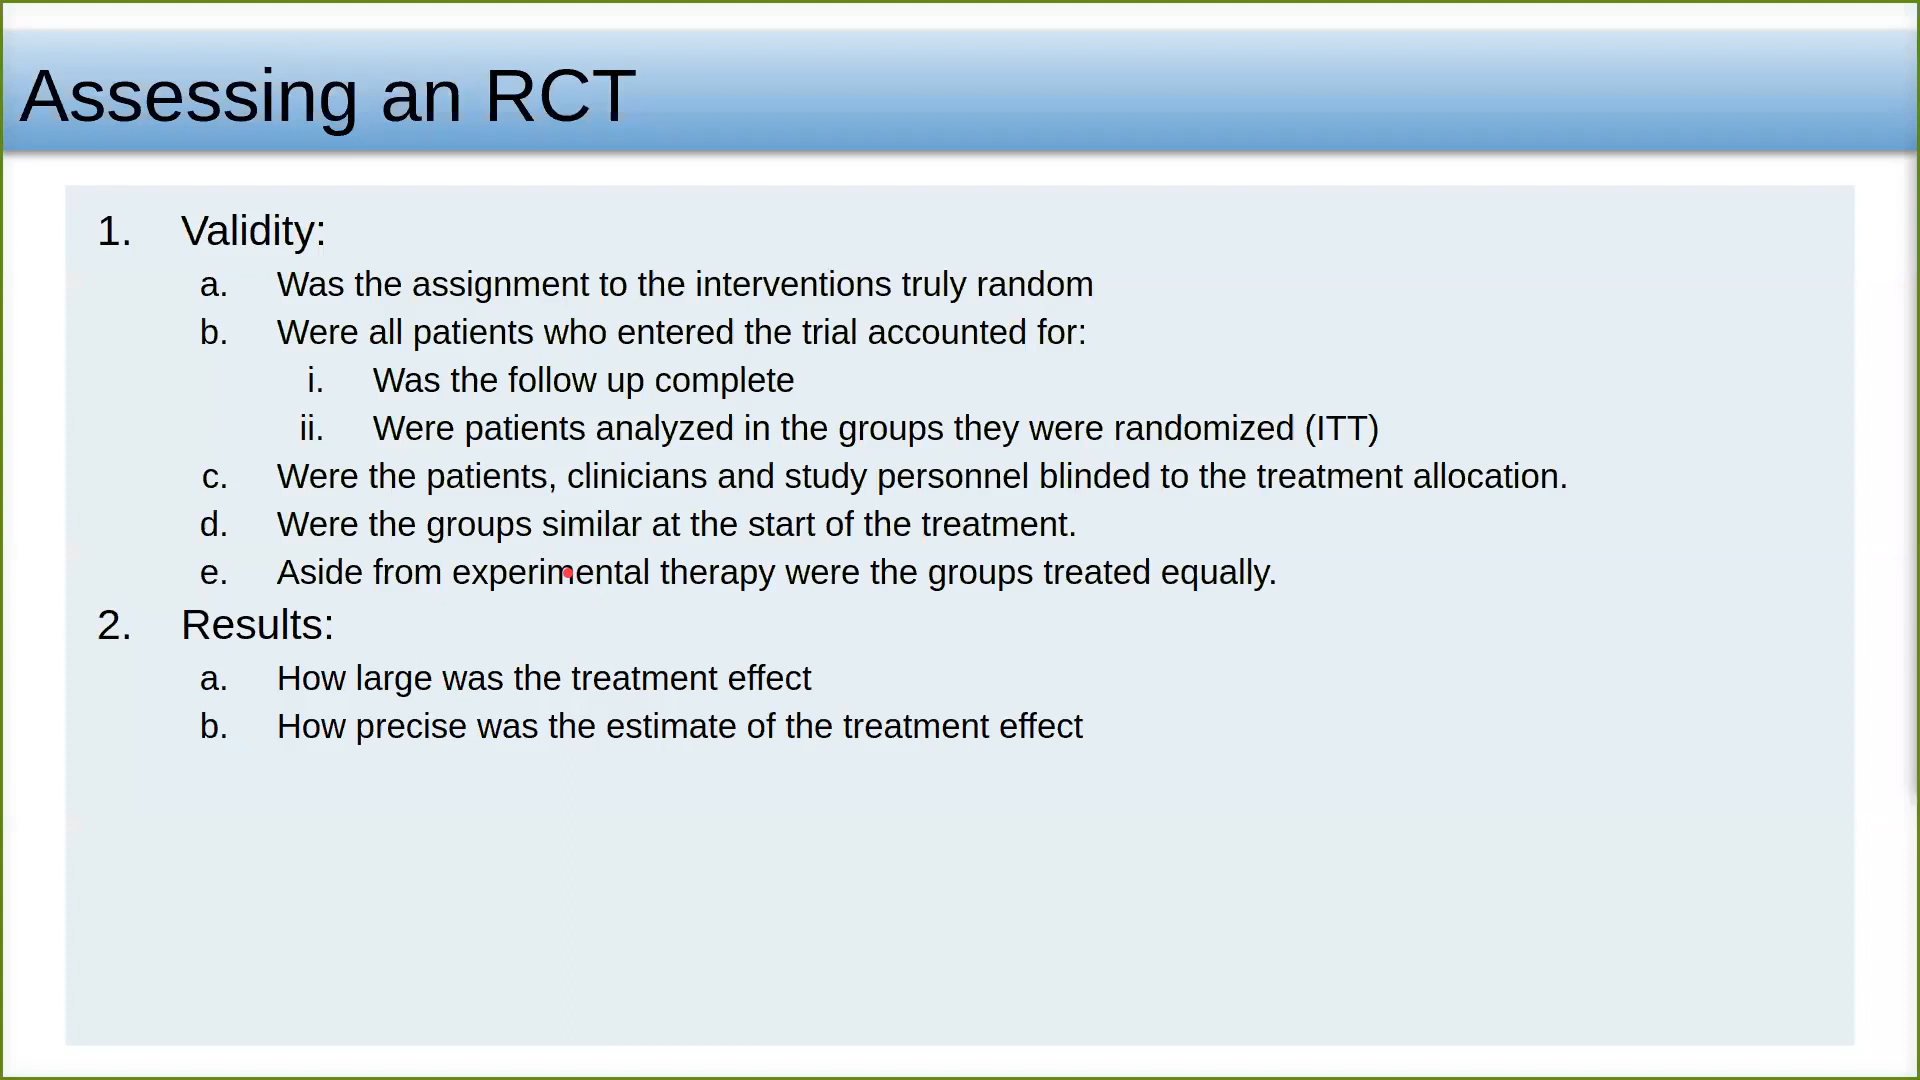 Assessing an RCT
1. Validity:
a. Was the assignment to the interventions truly random
b. Were all patients who entered the trial accounted for:
i. Was the follow up complete
ii. Were patients analyzed in the groups they were randomized (ITT)
c. Were the patients, clinicians and study personnel blinded to the treatment allocation.
d. Were the groups similar at the start of the treatment.
e. Aside from experimental therapy were the groups treated equally.
2. Results:
a. How large was the treatment effect
b. How precise was the estimate of the treatment effect